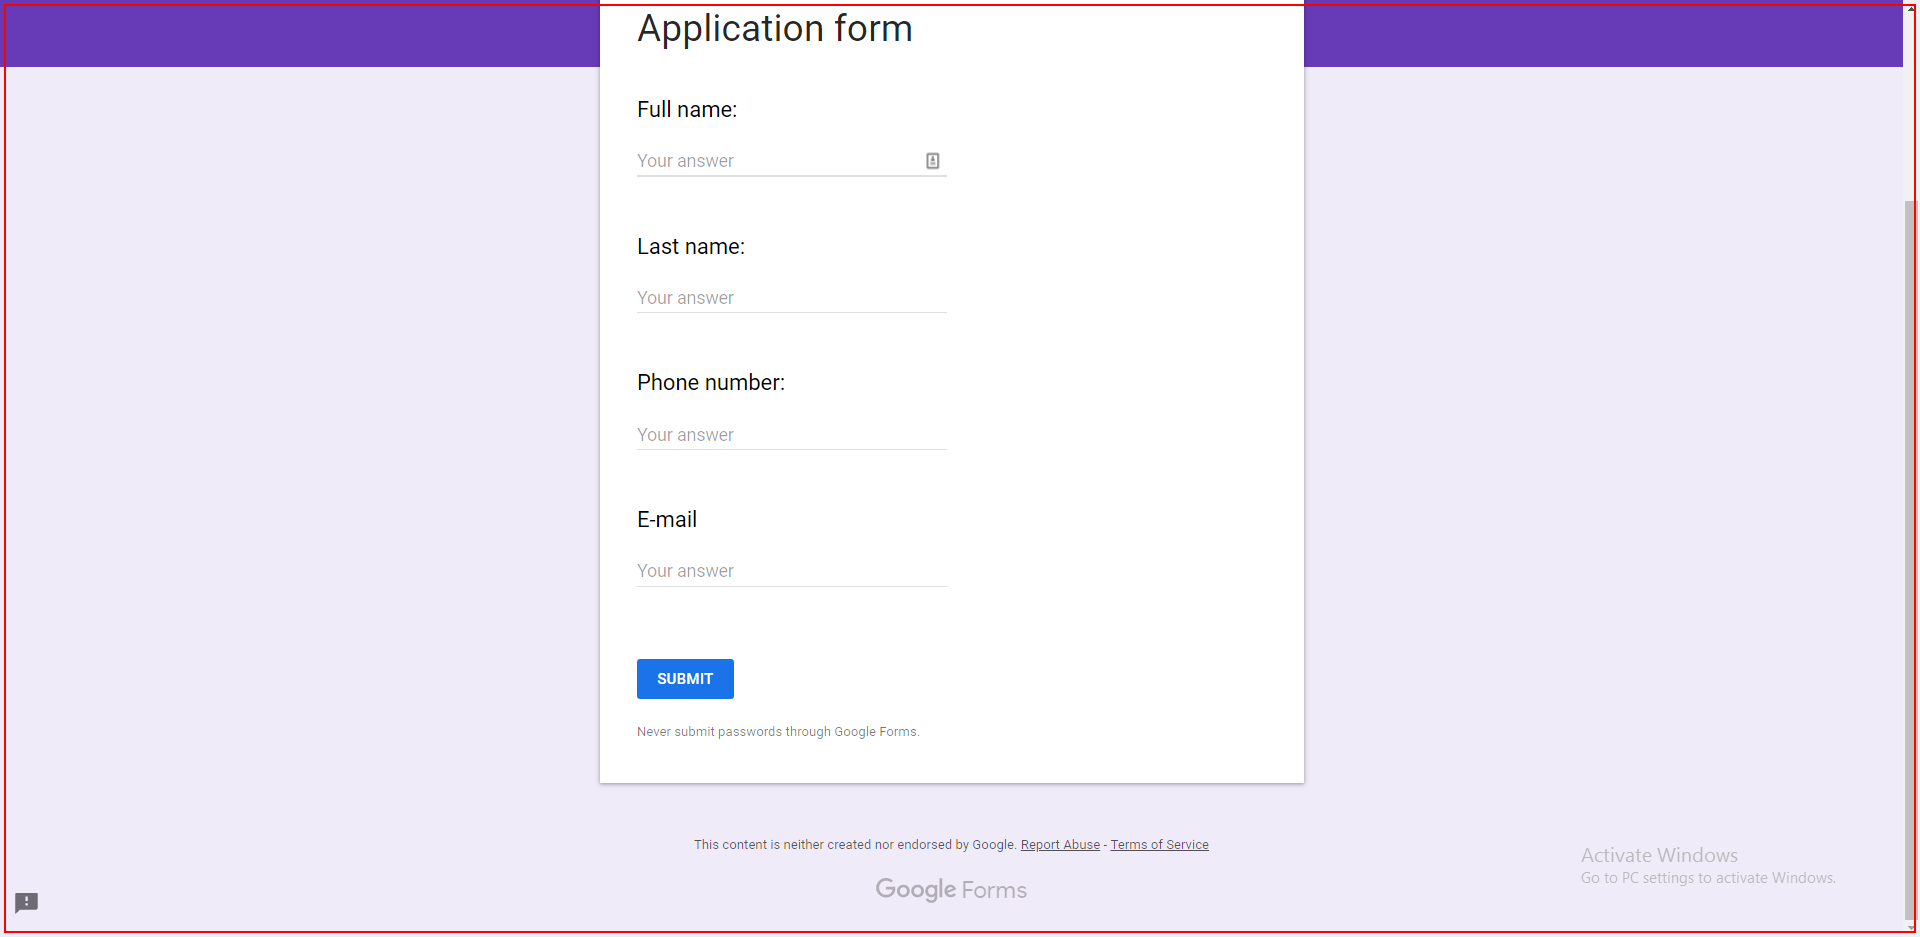 Application form
Full name:
Your answer
Last name:
Your answer
Phone number:
Your answer
E-mail
Your answer
SUBMIT
Never submit passwords through Google Forms.
This content is neither created nor endorsed by Google. Report Abuse - Terms of Service
Google Forms
Activate Windows
Go to PC settings to activate Windows.